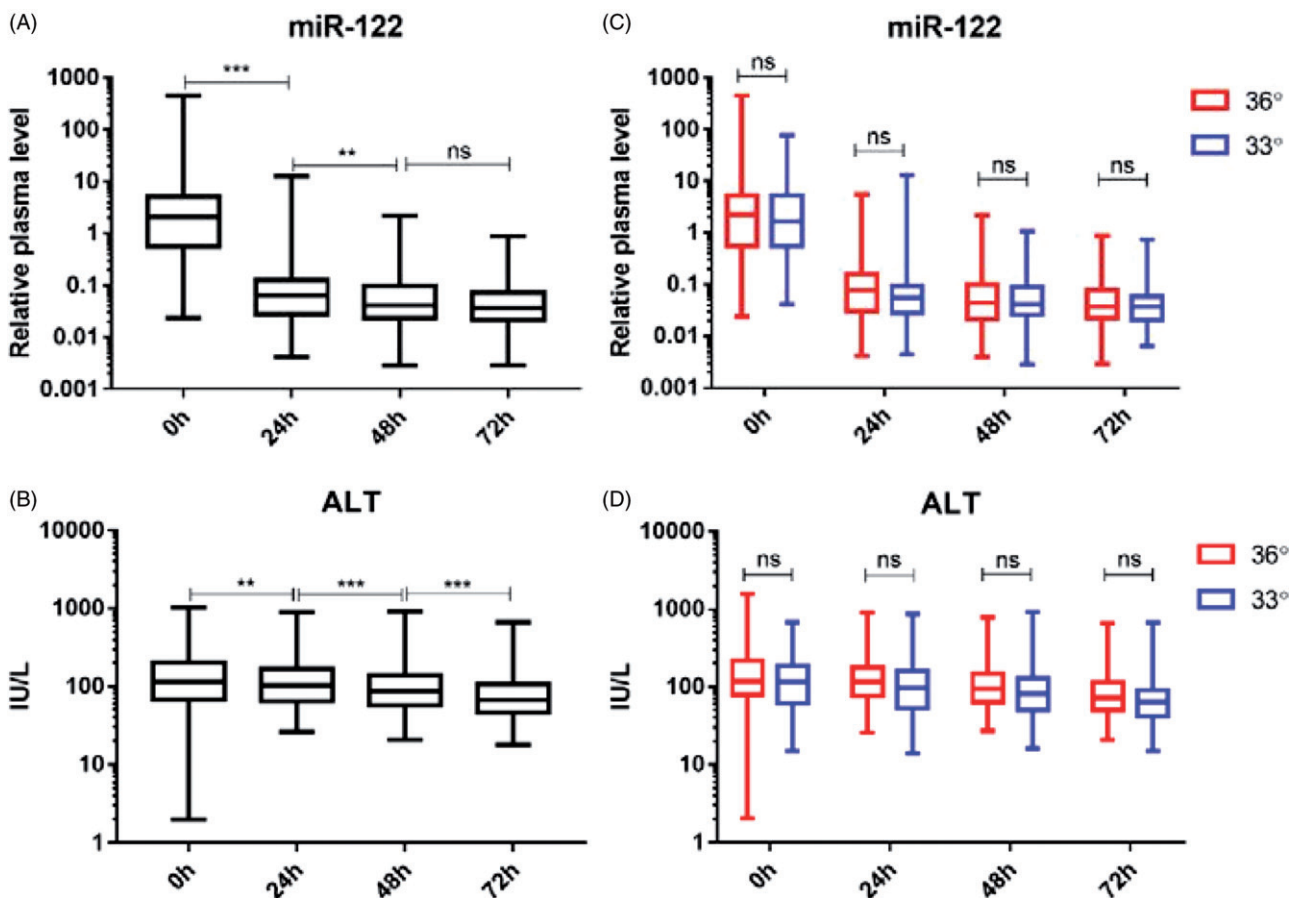 (A)
miR-122
Relative plasma level
1000
100
10
1
0.1
0.01
0.001
***
**
ns
0h
24h
48h
72h
(C)
miR-122
Relative plasma level
1000
100
10
1
0.1
0.01
0.001
ns
ns
ns
ns
0h
24h
48h
72h
36°
33°
(B)
ALT
IU/L
10000
1000
100
10
1
**
***
***
0h
24h
48h
72h
(D)
ALT
IU/L
10000
1000
100
10
1
ns
ns
ns
ns
0h
24h
48h
72h
36°
33°